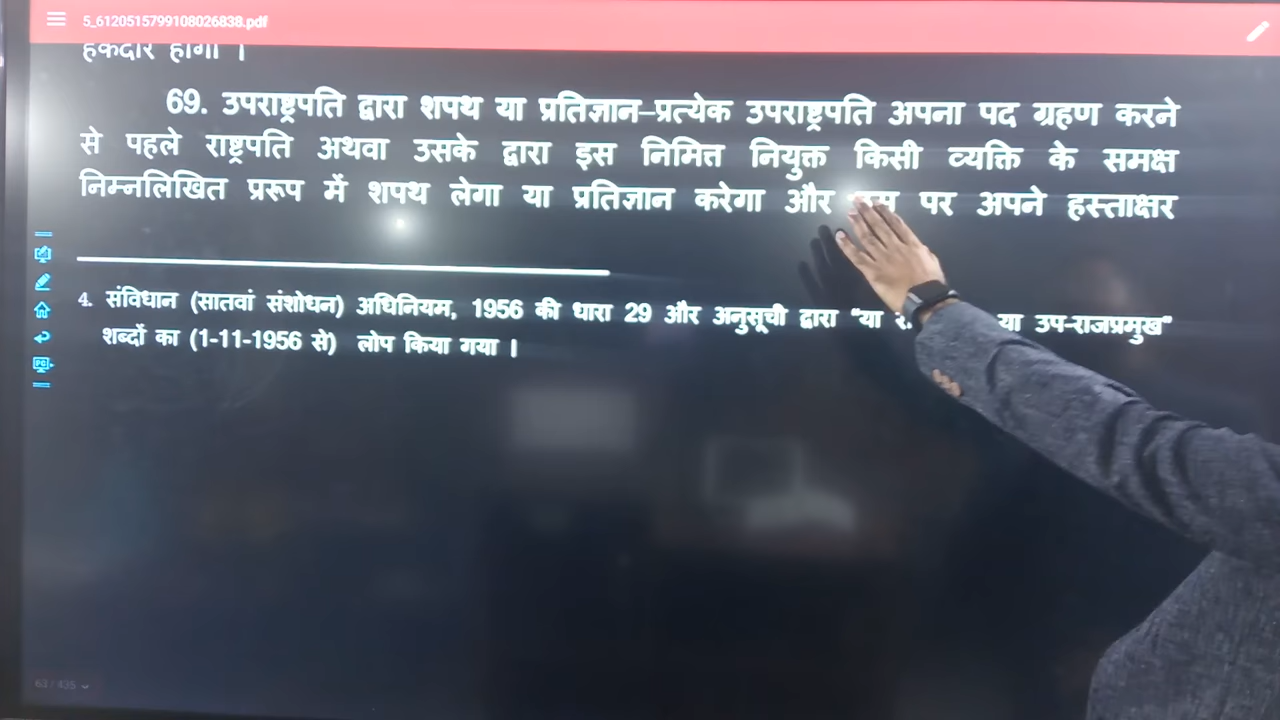 5_6120515799108026838.pdf
हकदार होगा ।
69. उपराष्ट्रपति द्वारा शपथ या प्रतिज्ञान–प्रत्येक उपराष्ट्रपति अपना पद ग्रहण करने
से पहले राष्ट्रपति अथवा उसके द्वारा इस निमित्त नियुक्त किसी व्यक्ति के समक्ष
निम्नलिखित प्ररूप में शपथ लेगा या प्रतिज्ञान करेगा और पर अपने हस्ताक्षर
4. संविधान (सातवां संशोधन) अधिनियम, 1956 की धारा 29 और अनुसूची द्वारा “या या उप-राजप्रमुख”
शब्दों का (1-11-1956 से) लोप किया गया ।
63 / 435